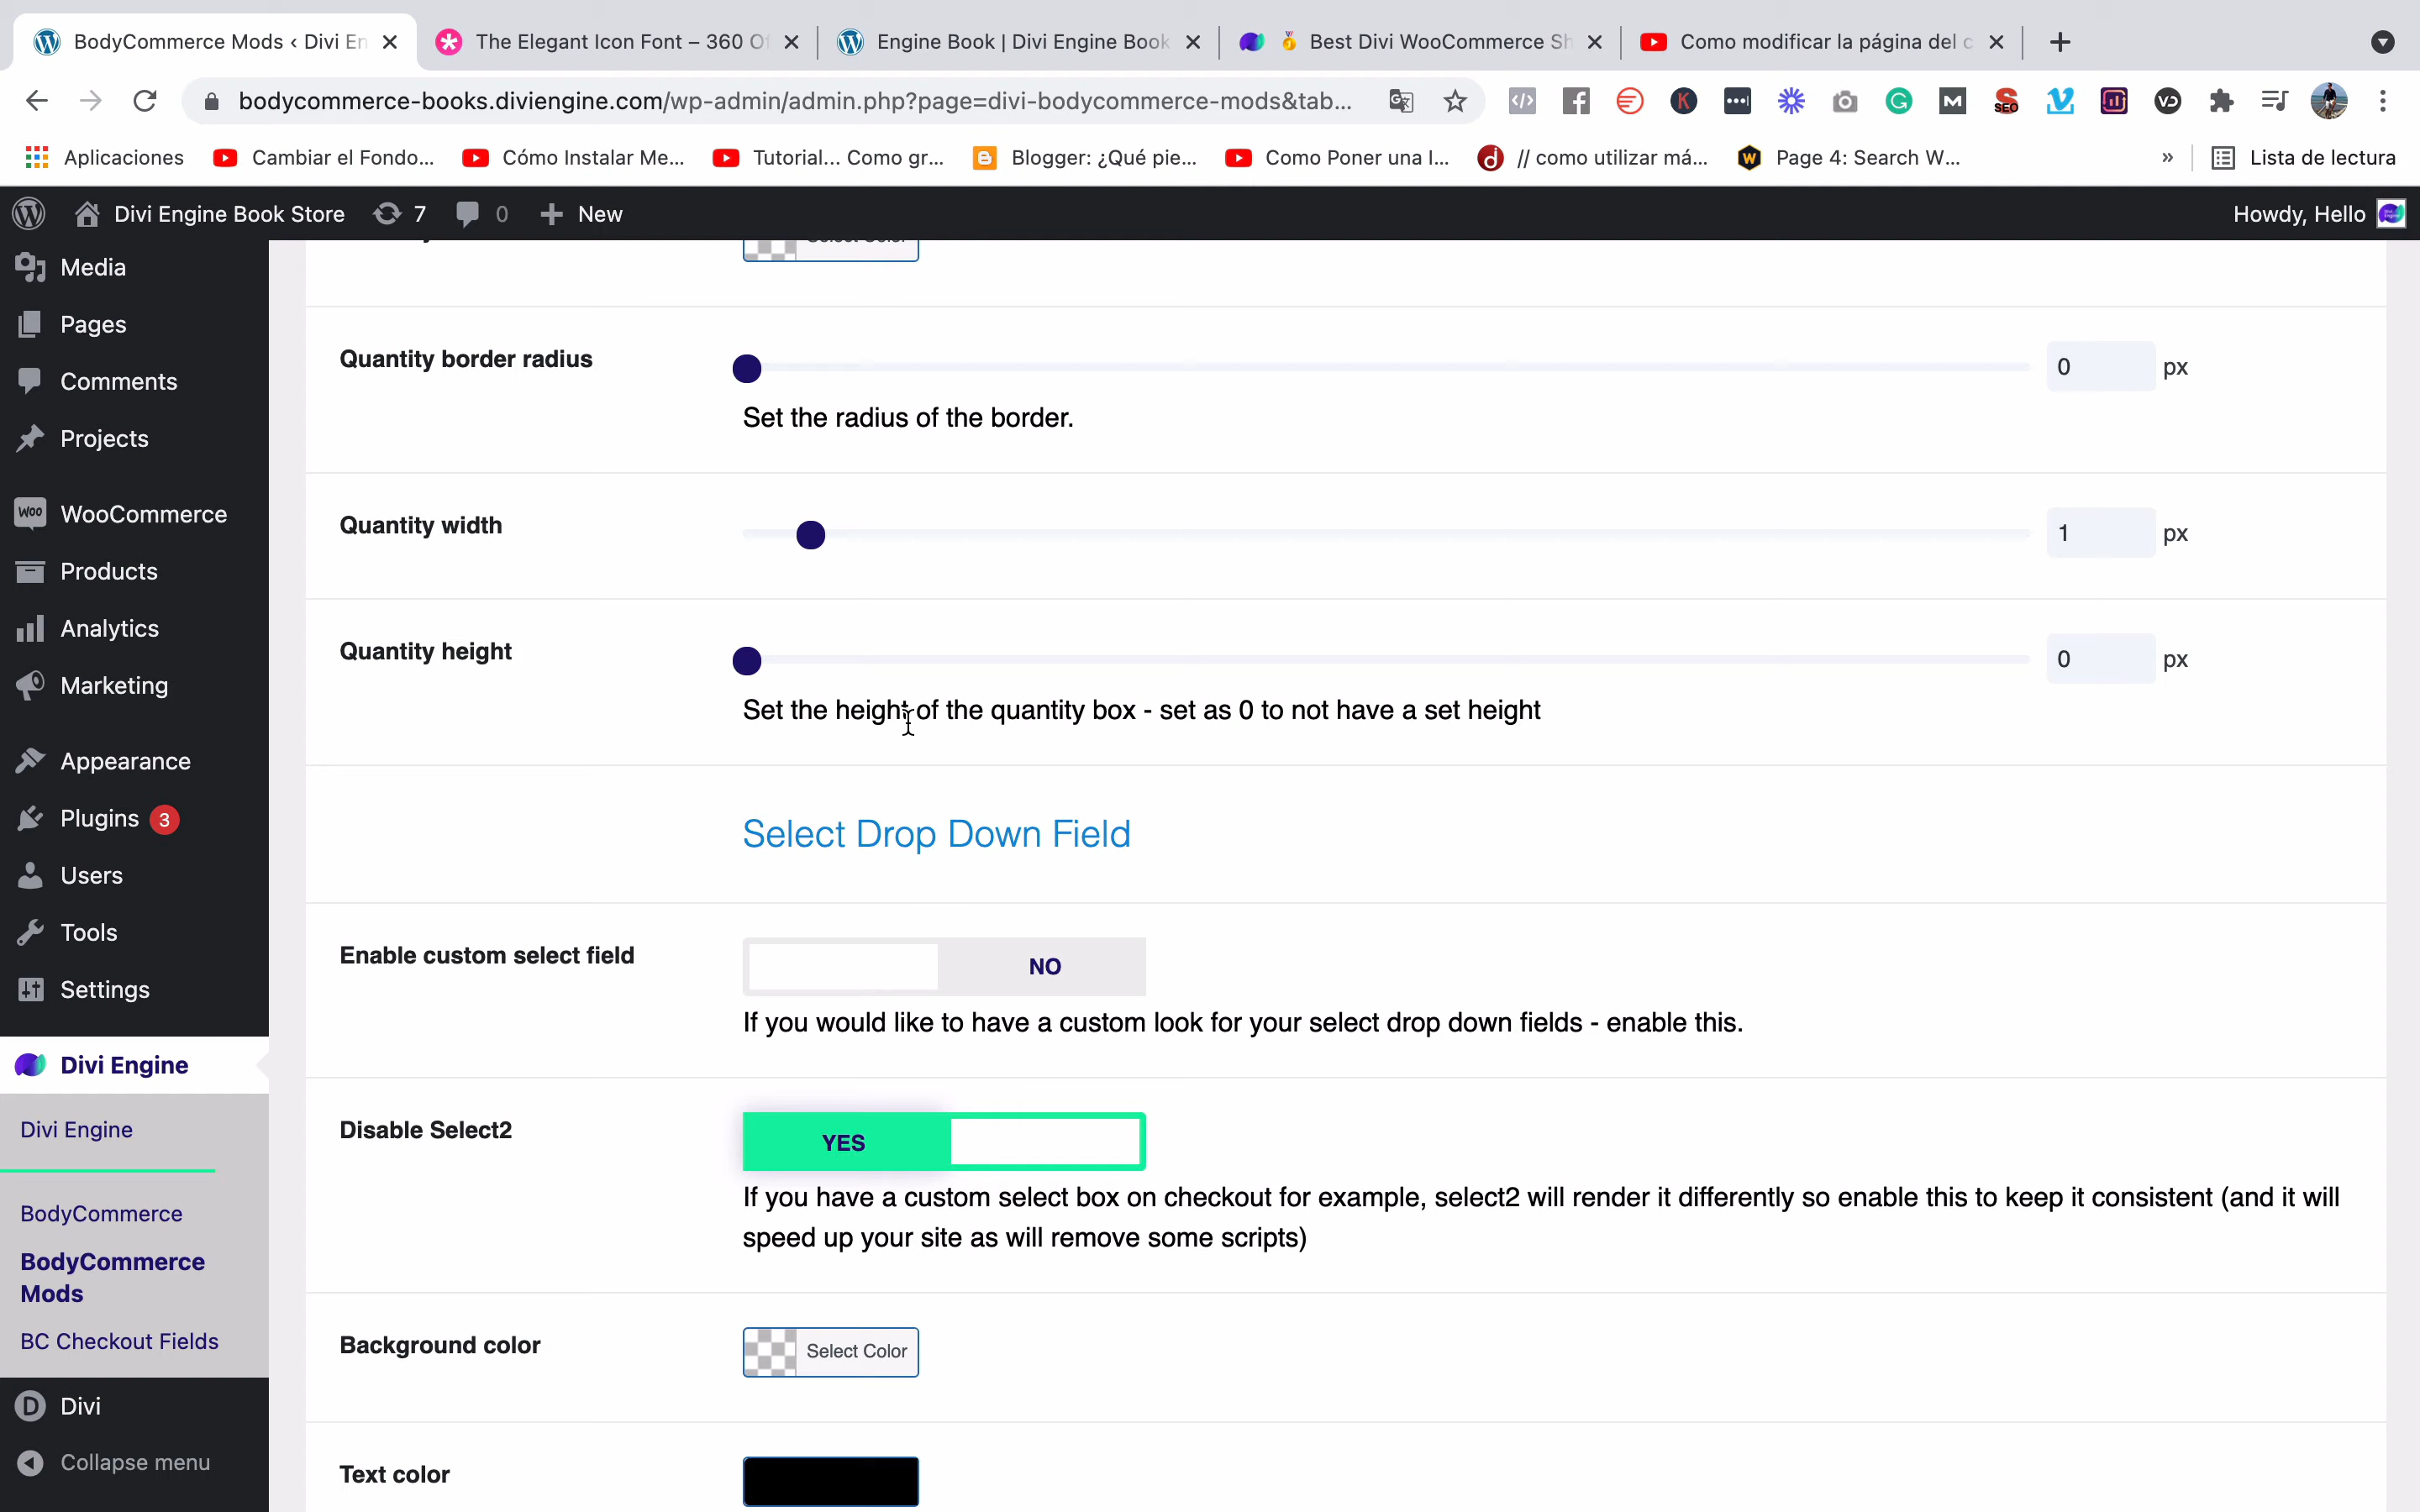 BodyCommerce Mods ‹ Divi En
The Elegant Icon Font – 360 Of
Engine Book | Divi Engine Book
Best Divi WooCommerce Sh
Como modificar la página del c
bodycommerce-books.diviengine.com/wp-admin/admin.php?page=divi-bodycommerce-mods&tab...
Aplicaciones
Cambiar el Fondo...
Cómo Instalar Me...
Tutorial... Como gr...
Blogger: ¿Qué pie...
Como Poner una I...
// como utilizar má...
Page 4: Search W...
»
Lista de lectura
Divi Engine Book Store
7
0
New
Howdy, Hello
Media
Pages
Comments
Projects
WooCommerce
Products
Analytics
Marketing
Appearance
Plugins 3
Users
Tools
Settings
Divi Engine
Divi Engine
BodyCommerce
BodyCommerce
Mods
BC Checkout Fields
Divi
Collapse menu
Quantity border radius
0 px
Set the radius of the border.
Quantity width
1 px
Quantity height
0 px
Set the height of the quantity box - set as 0 to not have a set height
Select Drop Down Field
Enable custom select field
NO
If you would like to have a custom look for your select drop down fields - enable this.
Disable Select2
YES
If you have a custom select box on checkout for example, select2 will render it differently so enable this to keep it consistent (and it will
speed up your site as will remove some scripts)
Background color
Select Color
Text color